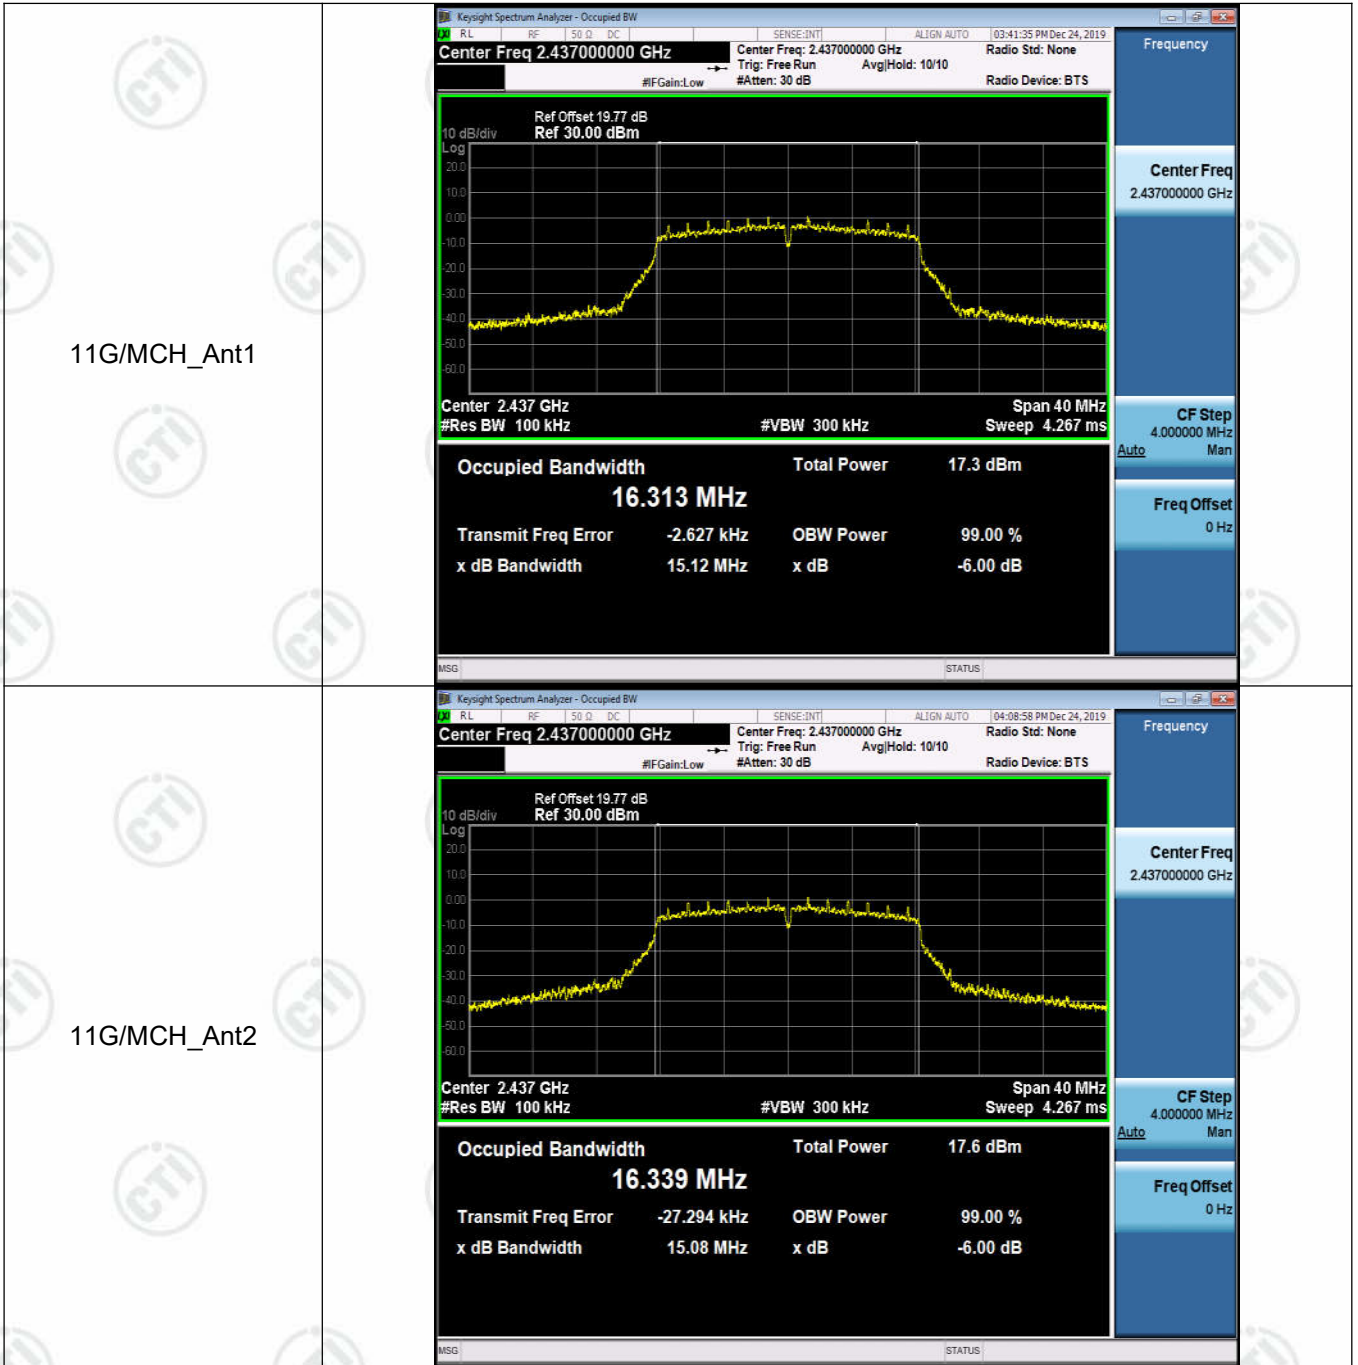 11G/MCH_Ant1
Keysight Spectrum Analyzer - Occupied BW
RL RF 50 Ω DC SENSE:INT ALIGN AUTO 03:41:35 PM Dec 24, 2019
Center Freq 2.437000000 GHz
Center Freq: 2.437000000 GHz
Radio Std: None
Trig: Free Run Avg|Hold: 10/10
#IFGain:Low #Atten: 30 dB Radio Device: BTS
Ref Offset 19.77 dB
10 dB/div Ref 30.00 dBm
Log
20.0
10.0
0.00
-10.0
-20.0
-30.0
-40.0
-50.0
-60.0
Center 2.437 GHz Span 40 MHz
#Res BW 100 kHz #VBW 300 kHz Sweep 4.267 ms
Occupied Bandwidth Total Power 17.3 dBm
16.313 MHz
Transmit Freq Error -2.627 kHz OBW Power 99.00 %
x dB Bandwidth 15.12 MHz x dB -6.00 dB
MSG STATUS
Frequency
Center Freq
2.437000000 GHz
CF Step
4.000000 MHz
Auto Man
Freq Offset
0 Hz
11G/MCH_Ant2
Keysight Spectrum Analyzer - Occupied BW
RL RF 50 Ω DC SENSE:INT ALIGN AUTO 04:08:58 PM Dec 24, 2019
Center Freq 2.437000000 GHz
Center Freq: 2.437000000 GHz
Radio Std: None
Trig: Free Run Avg|Hold: 10/10
#IFGain:Low #Atten: 30 dB Radio Device: BTS
Ref Offset 19.77 dB
10 dB/div Ref 30.00 dBm
Log
20.0
10.0
0.00
-10.0
-20.0
-30.0
-40.0
-50.0
-60.0
Center 2.437 GHz Span 40 MHz
#Res BW 100 kHz #VBW 300 kHz Sweep 4.267 ms
Occupied Bandwidth Total Power 17.6 dBm
16.339 MHz
Transmit Freq Error -27.294 kHz OBW Power 99.00 %
x dB Bandwidth 15.08 MHz x dB -6.00 dB
MSG STATUS
Frequency
Center Freq
2.437000000 GHz
CF Step
4.000000 MHz
Auto Man
Freq Offset
0 Hz
CTI